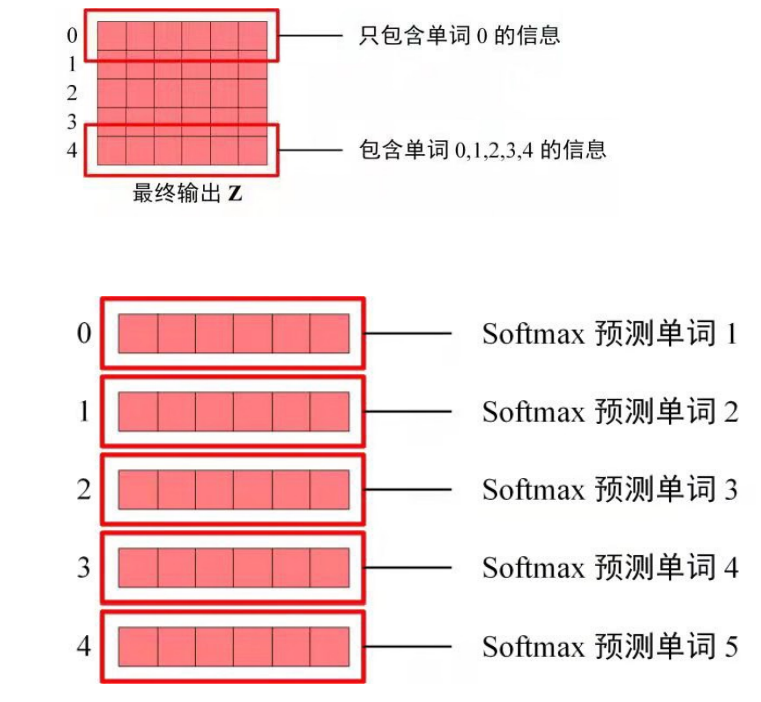 0 只包含单词 0 的信息
1
2
3
4 包含单词 0,1,2,3,4 的信息
最终输出 Z
0 Softmax 预测单词 1
1 Softmax 预测单词 2
2 Softmax 预测单词 3
3 Softmax 预测单词 4
4 Softmax 预测单词 5